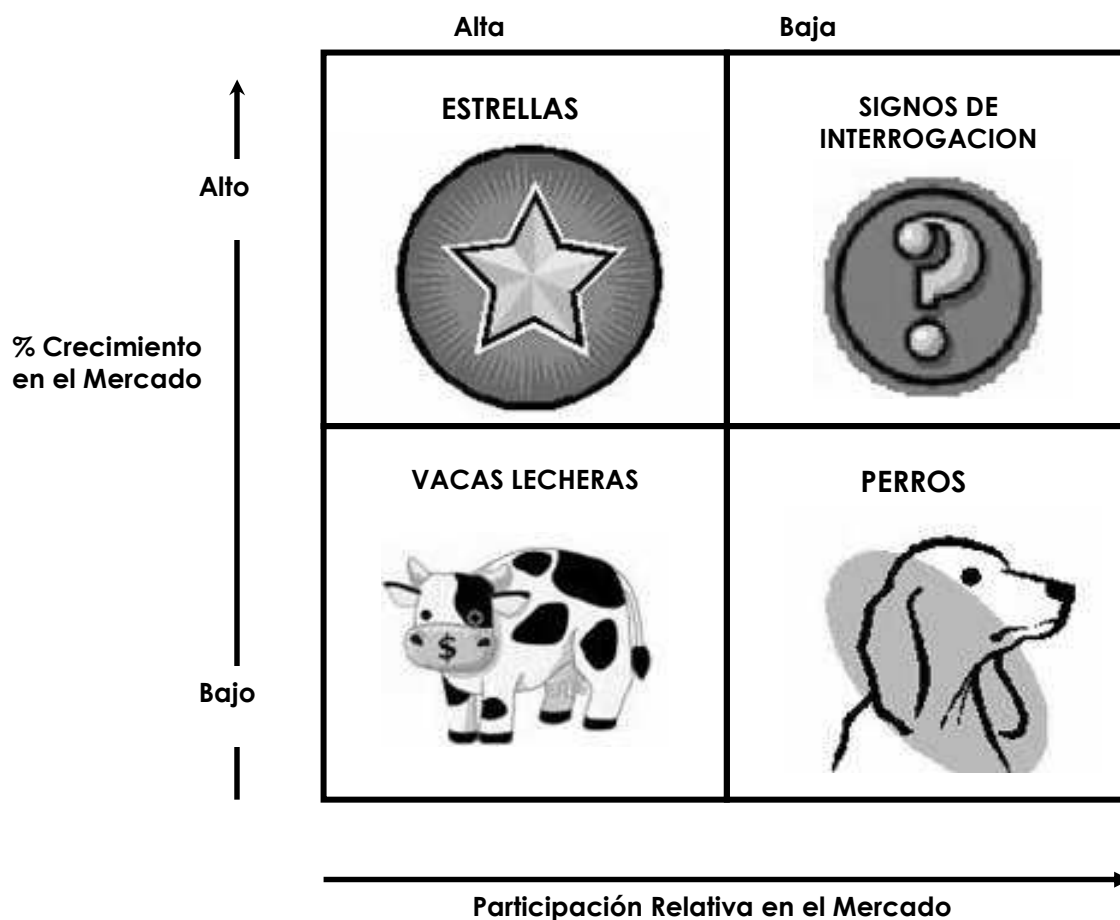 Alta
Baja
ESTRELLAS
SIGNOS DE
INTERROGACION
Alto
% Crecimiento
en el Mercado
VACAS LECHERAS
PERROS
$
Bajo
Participación Relativa en el Mercado